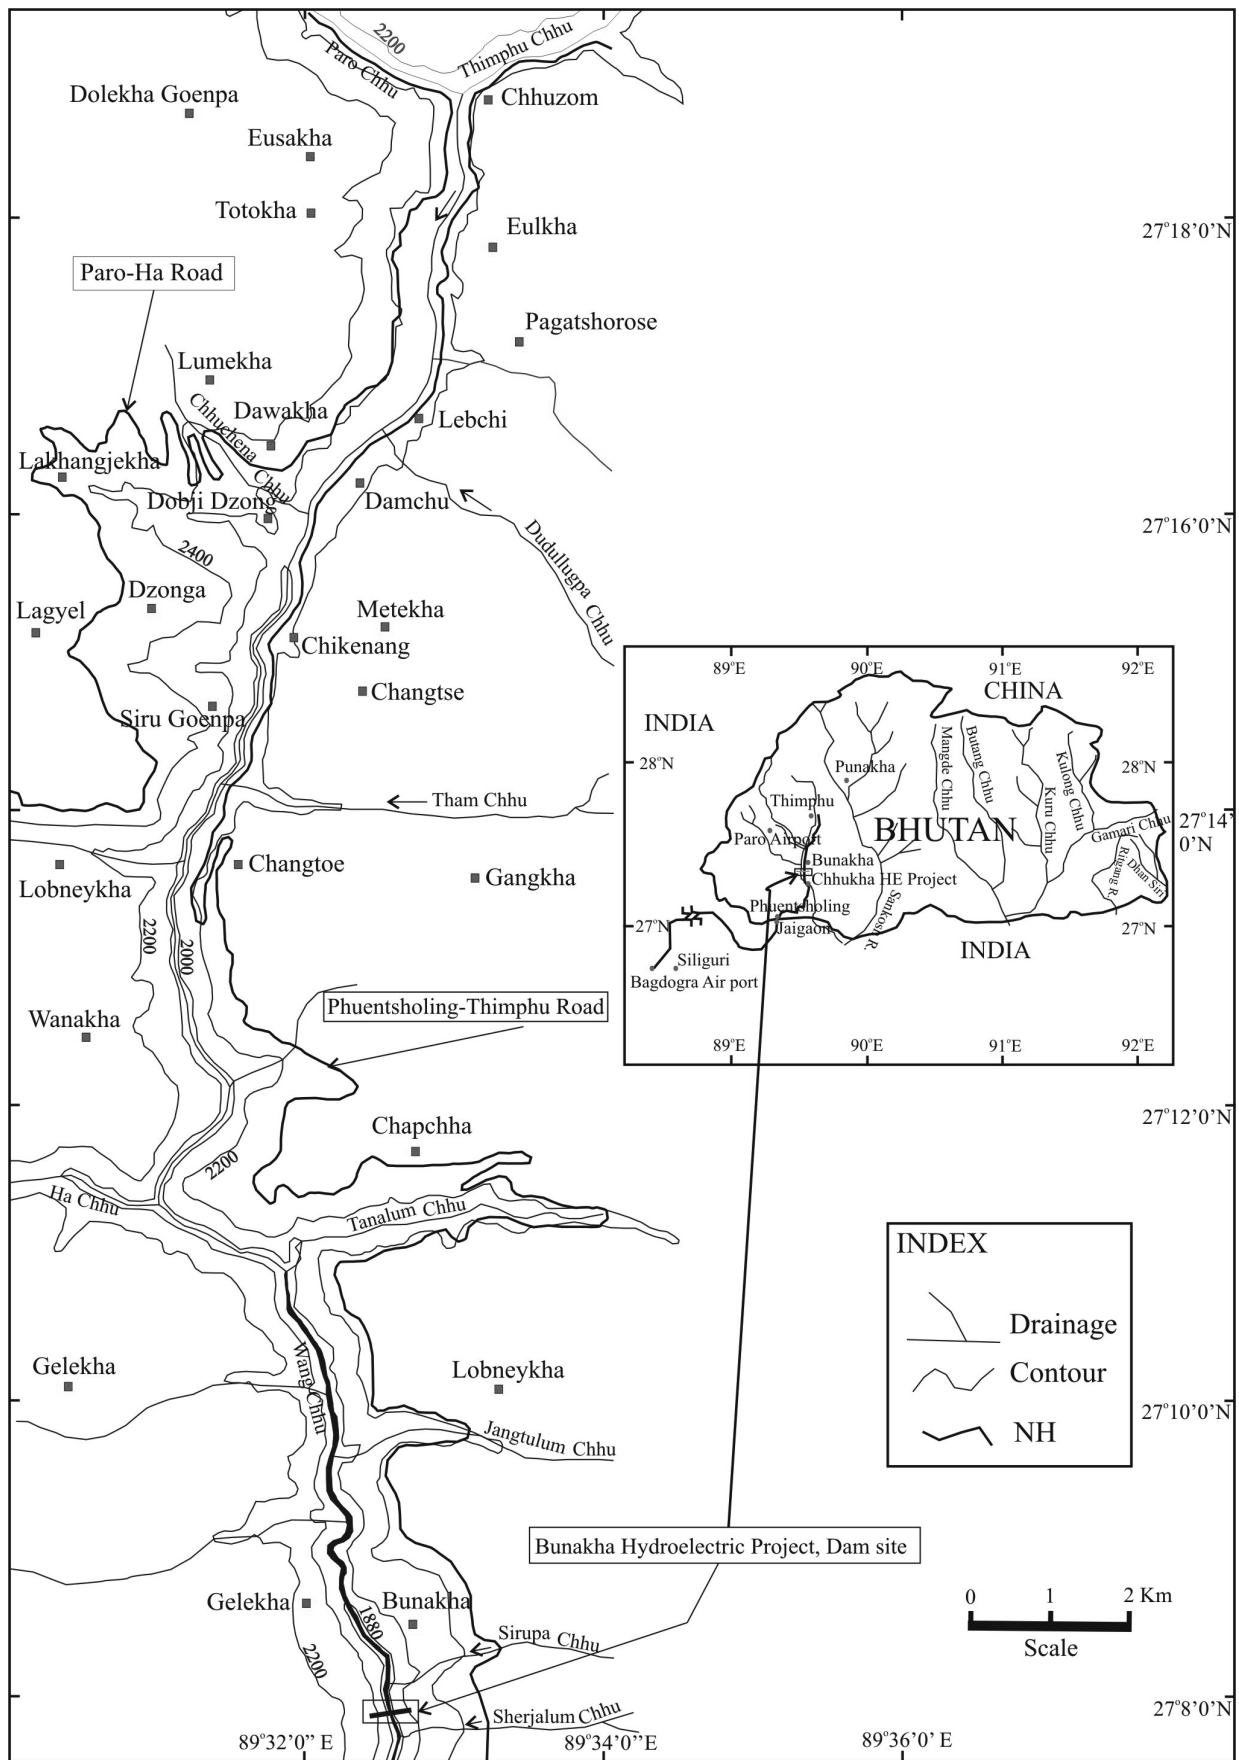 2200
Paro Chhu
Thimphu Chhu
Dolekha Goenpa
Chhuzom
Eusakha
Totokha
Eulkha
27°18'0'N
Paro-Ha Road
Pagatshorose
Lumekha
Chhuchena Chhu
Dawakha
Lebchi
Lakhangjekha
Dobji Dzong
Damchu
27°16'0'N
2400
Dudullugpa Chhu
Dzonga
Lagyel
Metekha
Chikenang
Changtse
Siru Goenpa
Tham Chhu
27°14'
0'N
Changtoe
Gangkha
Lobneykha
2200
2000
Phuentsholing-Thimphu Road
Wanakha
27°12'0'N
Chapchha
2200
Ha Chhu
Tanalum Chhu
Wang Chhu
Gelekha
Lobneykha
27°10'0'N
Jangtulum Chhu
Bunakha Hydroelectric Project, Dam site
Gelekha
Bunakha
1880
2200
Sirupa Chhu
Sherjalum Chhu
27°8'0'N
89°32'0'' E
89°34'0''E
89°36'0' E
89°E
90°E
91°E
92°E
CHINA
INDIA
28°N
28°N
Punakha
Mangde Chhu
Butang Chhu
Kulong Chhu
Kuru Chhu
Thimphu
BHUTAN
Gamari Chhu
Paro Airport
Bunakha
Chhukha HE Project
Dhan Siri
Phuentsholing
Sankosh R.
Jaigaon
27°N
27°N
INDIA
Siliguri
Bagdogra Air port
89°E
90°E
91°E
92°E
INDEX
Drainage
Contour
NH
0 1 2 Km
Scale